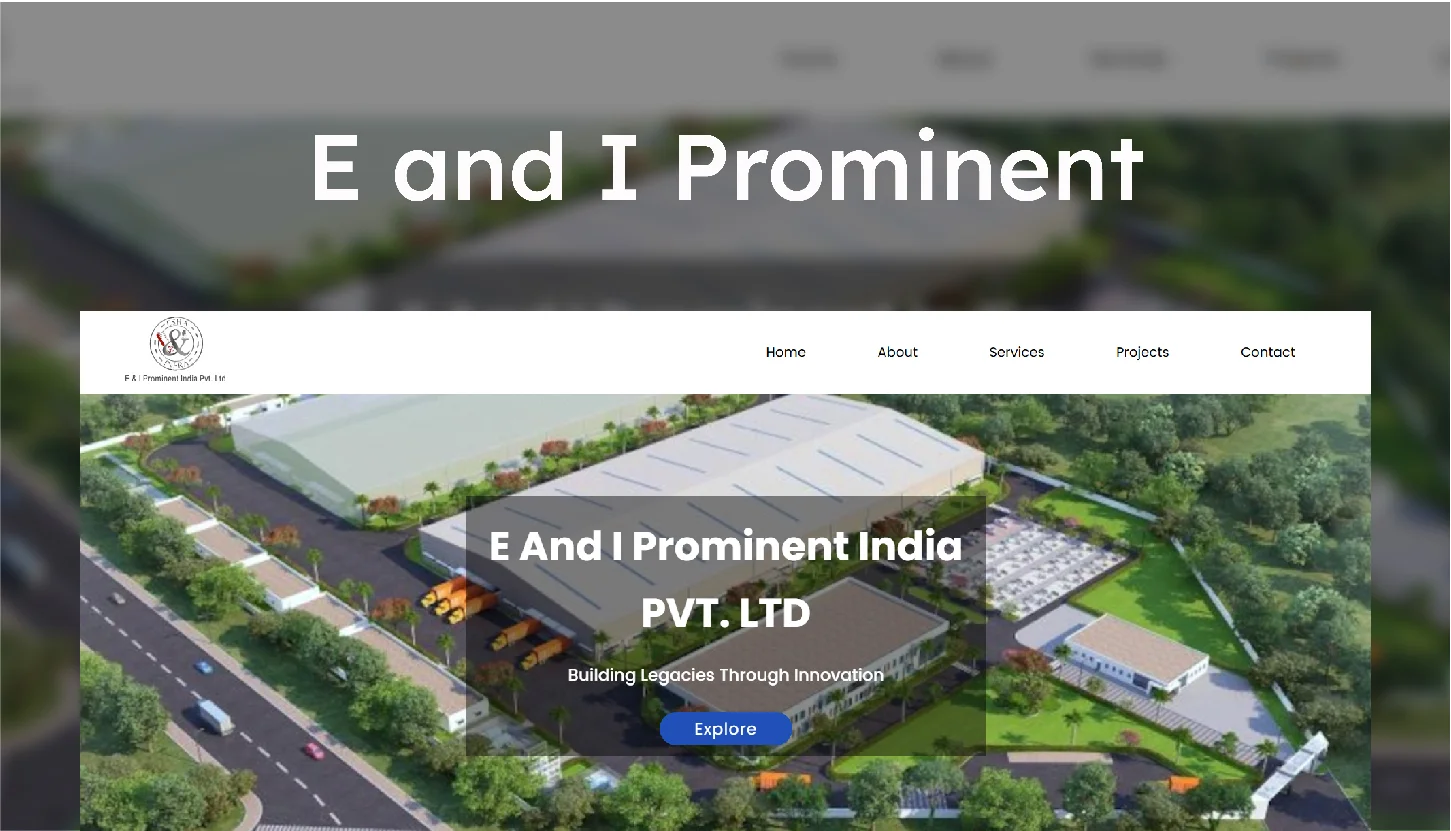 E and I Prominent
E & I Prominent India Pvt. Ltd
Home
About
Services
Projects
Contact
E And I Prominent India
PVT. LTD
Building Legacies Through Innovation
Explore